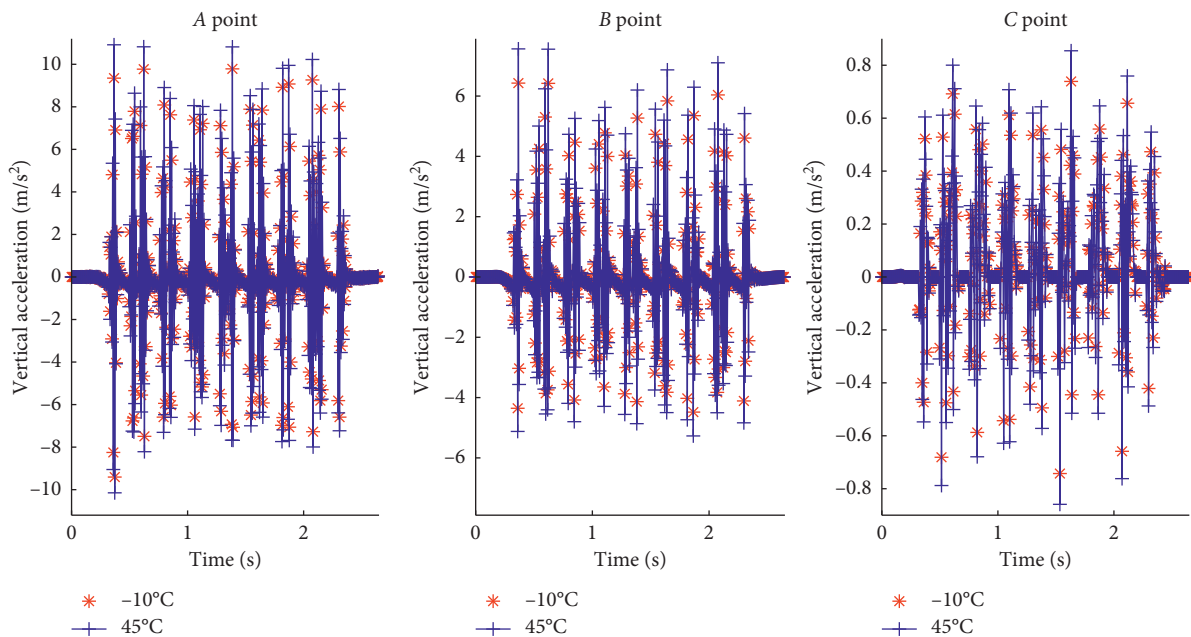 A point
Vertical acceleration (m/s2)
10
8
6
4
2
0
−2
−4
−6
−8
−10
0
1
2
Time (s)
−10°C
45°C
B point
Vertical acceleration (m/s2)
6
4
2
0
−2
−4
−6
0
1
2
Time (s)
−10°C
45°C
C point
Vertical acceleration (m/s2)
0.8
0.6
0.4
0.2
0
−0.2
−0.4
−0.6
−0.8
0
1
2
Time (s)
−10°C
45°C